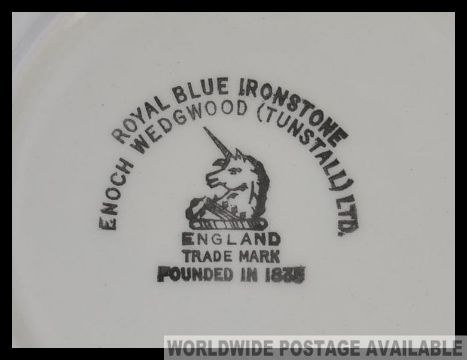 ROYAL BLUE IRONSTONE
ENOCH WEDGWOOD (TUNSTALL) LTD.
ENGLAND
TRADE MARK
FOUNDED IN 1835
WORLDWIDE POSTAGE AVAILABLE